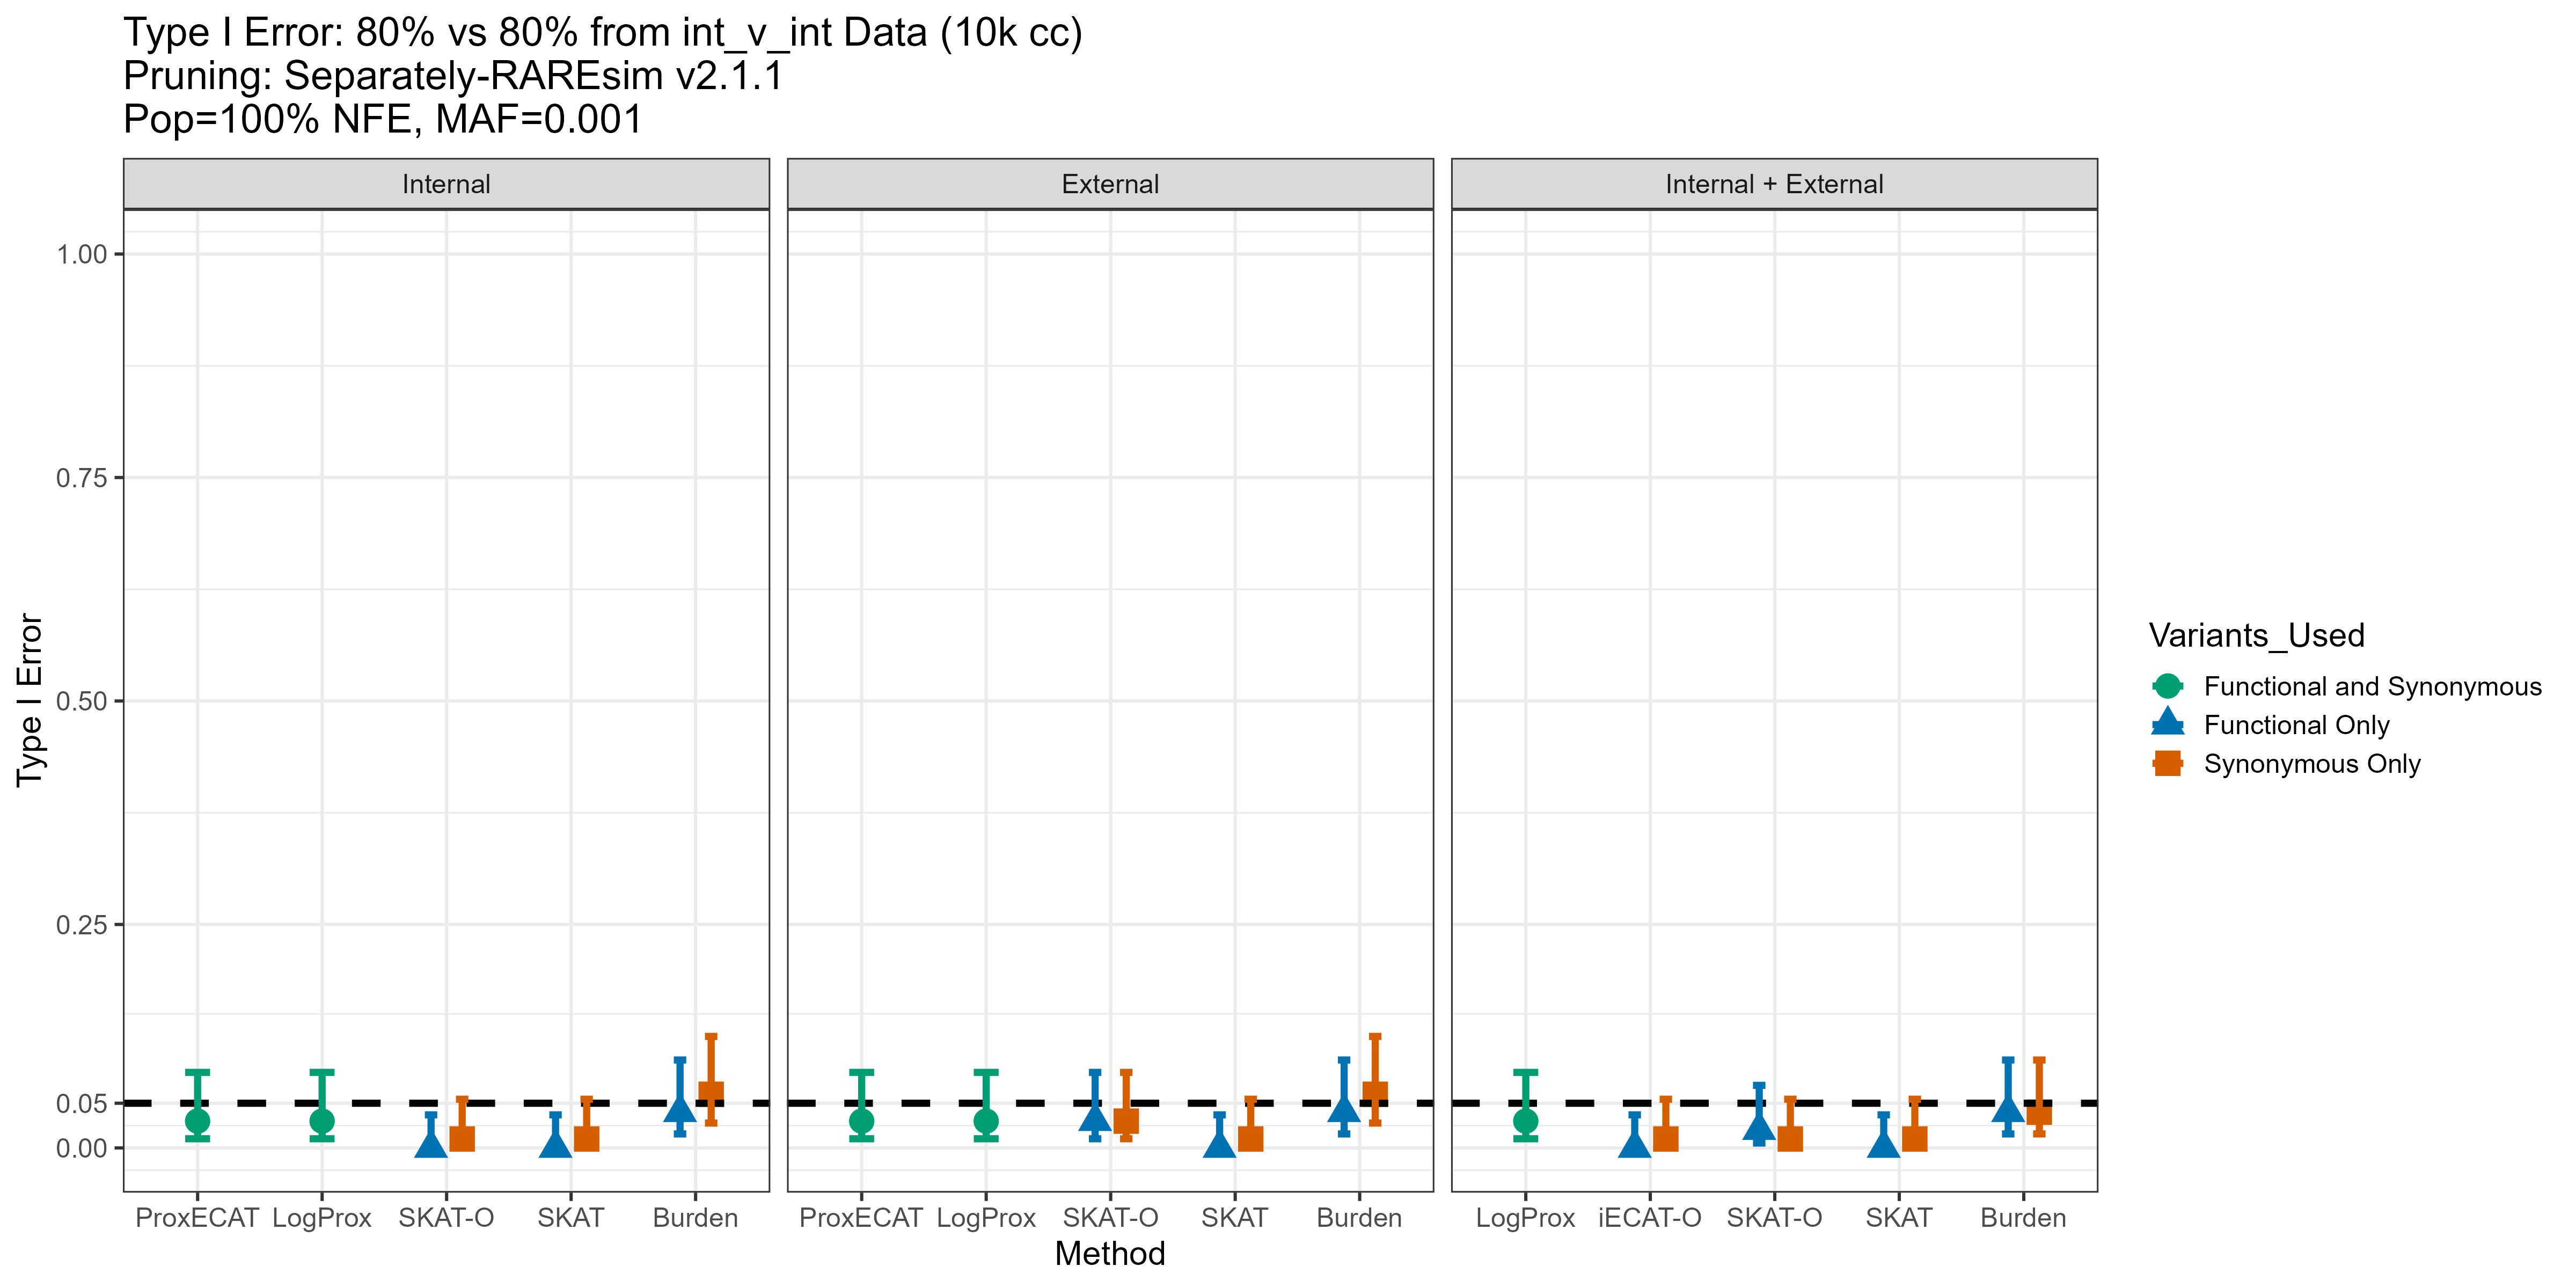 Type I Error: 80% vs 80% from int_v_int Data (10k cc)
Pruning: Separately-RAREsim v2.1.1
Pop=100% NFE, MAF=0.001
Internal
External
Internal + External
Type I Error
1.00
0.75
0.50
0.25
0.05
0.00
ProxECAT LogProx SKAT-O SKAT Burden
ProxECAT LogProx SKAT-O SKAT Burden
LogProx iECAT-O SKAT-O SKAT Burden
Method
Variants_Used
Functional and Synonymous
Functional Only
Synonymous Only